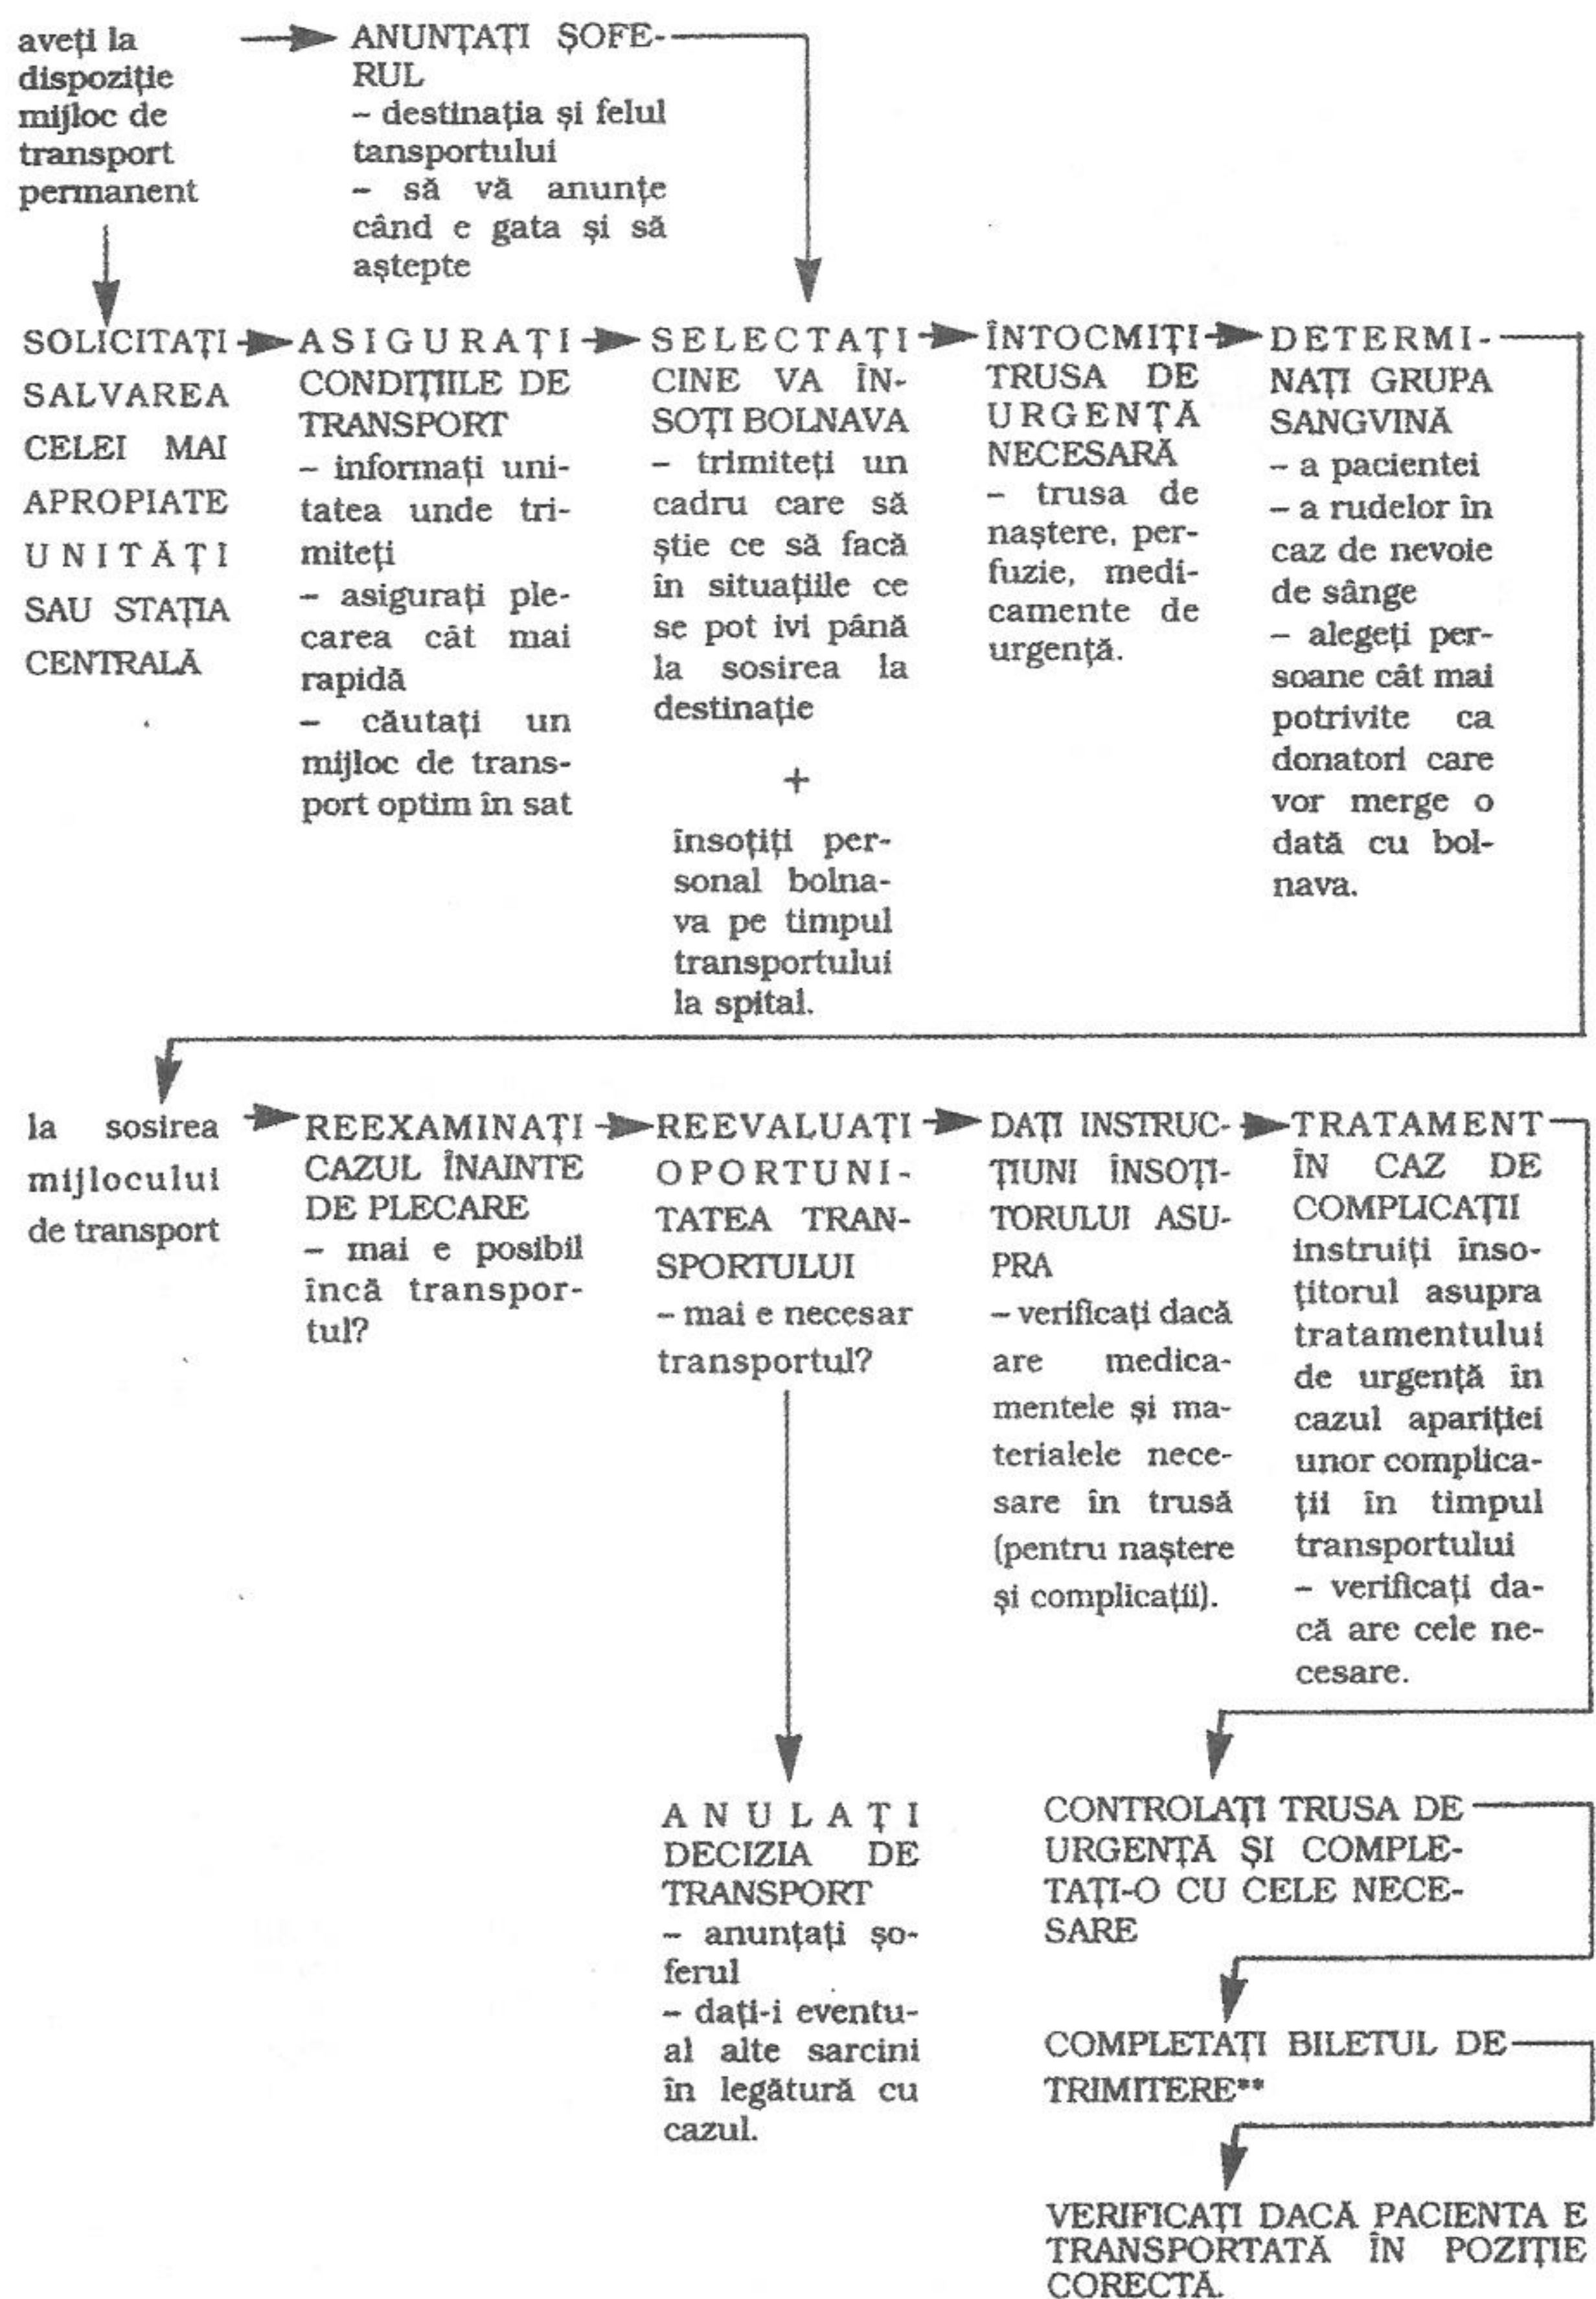 aveți la
dispoziție
mijloc de
transport
permanent
ANUNȚAȚI ȘOFE-
RUL
– destinația și felul
tansportului
– să vă anunțe
când e gata și să
aștepte
SOLICITAȚI
SALVAREA
CELEI MAI
APROPIATE
UNITĂȚI
SAU STAȚIA
CENTRALĂ
ASIGURAȚI
CONDIȚIILE DE
TRANSPORT
– informați uni-
tatea unde tri-
miteți
– asigurați ple-
carea cât mai
rapidă
– căutați un
mijloc de trans-
port optim în sat
SELECTAȚI
CINE VA ÎN-
SOȚI BOLNAVA
– trimiteți un
cadru care să
știe ce să facă
în situațiile ce
se pot ivi până
la sosirea la
destinație
+
însoțiți per-
sonal bolna-
va pe timpul
transportului
la spital.
ÎNTOCMIȚI
TRUSA DE
URGENȚĂ
NECESARĂ
– trusa de
naștere, per-
fuzie, medi-
camente de
urgență.
DETERMI-
NAȚI GRUPA
SANGVINĂ
– a pacientei
– a rudelor în
caz de nevoie
de sânge
– alegeți per-
soane cât mai
potrivite ca
donatori care
vor merge o
dată cu bol-
nava.
la sosirea
mijlocului
de transport
REEXAMINAȚI
CAZUL ÎNAINTE
DE PLECARE
– mai e posibil
încă transpor-
tul?
REEVALUAȚI
OPORTUNI-
TATEA TRAN-
SPORTULUI
– mai e necesar
transportul?
DAȚI INSTRUC-
ȚIUNI ÎNSOȚI-
TORULUI ASU-
PRA
– verificați dacă
are medica-
mentele și ma-
terialele nece-
sare în trusă
(pentru naștere
și complicații).
TRATAMENT
ÎN CAZ DE
COMPLICAȚII
instruiți înso-
țitorul asupra
tratamentului
de urgență în
cazul apariției
unor complica-
ții în timpul
transportului
– verificați da-
că are cele ne-
cesare.
ANULAȚI
DECIZIA DE
TRANSPORT
– anunțați șo-
ferul
– dați-i eventu-
al alte sarcini
în legătură cu
cazul.
CONTROLAȚI TRUSA DE
URGENȚĂ ȘI COMPLE-
TAȚI-O CU CELE NECE-
SARE
COMPLETAȚI BILETUL DE
TRIMITERE**
VERIFICAȚI DACĂ PACIENTA E
TRANSPORTATĂ ÎN POZIȚIE
CORECTĂ.